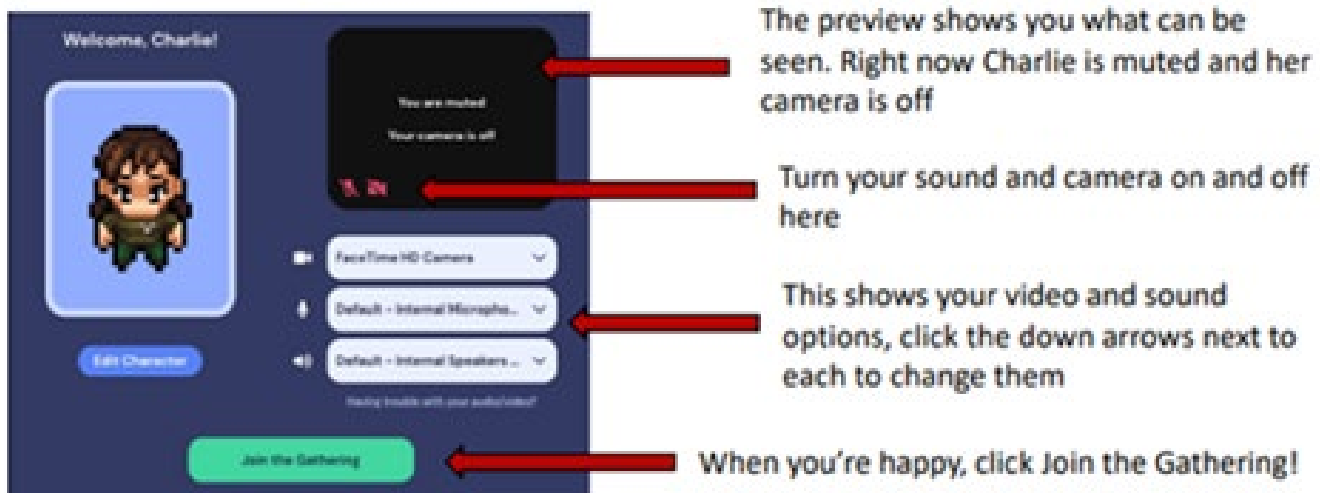 Welcome, Charlie!
You are muted
Your camera is off
FaceTime HD Camera
Default - Internal Micropho...
Default - Internal Speakers ...
Edit Character
Having trouble with your audio/video?
Join the Gathering
The preview shows you what can be
seen. Right now Charlie is muted and her
camera is off
Turn your sound and camera on and off
here
This shows your video and sound
options, click the down arrows next to
each to change them
When you're happy, click Join the Gathering!